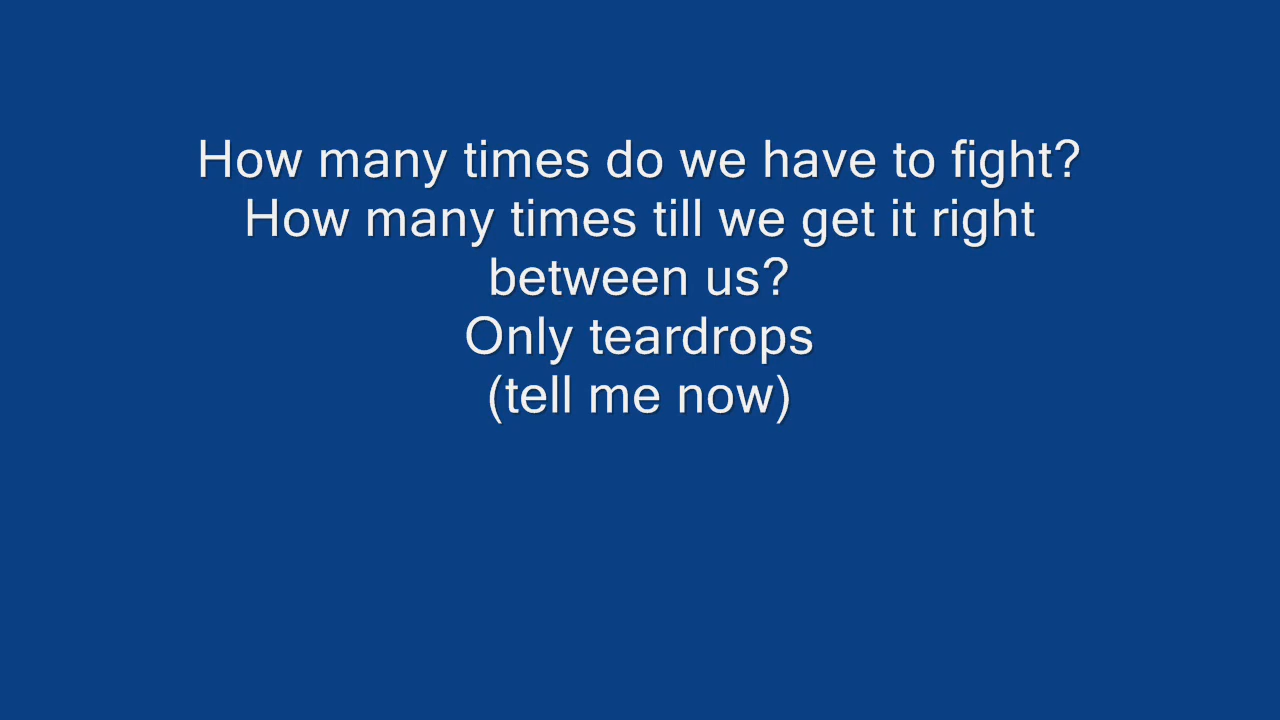 How many times do we have to fight?
How many times till we get it right
between us?
Only teardrops
(tell me now)